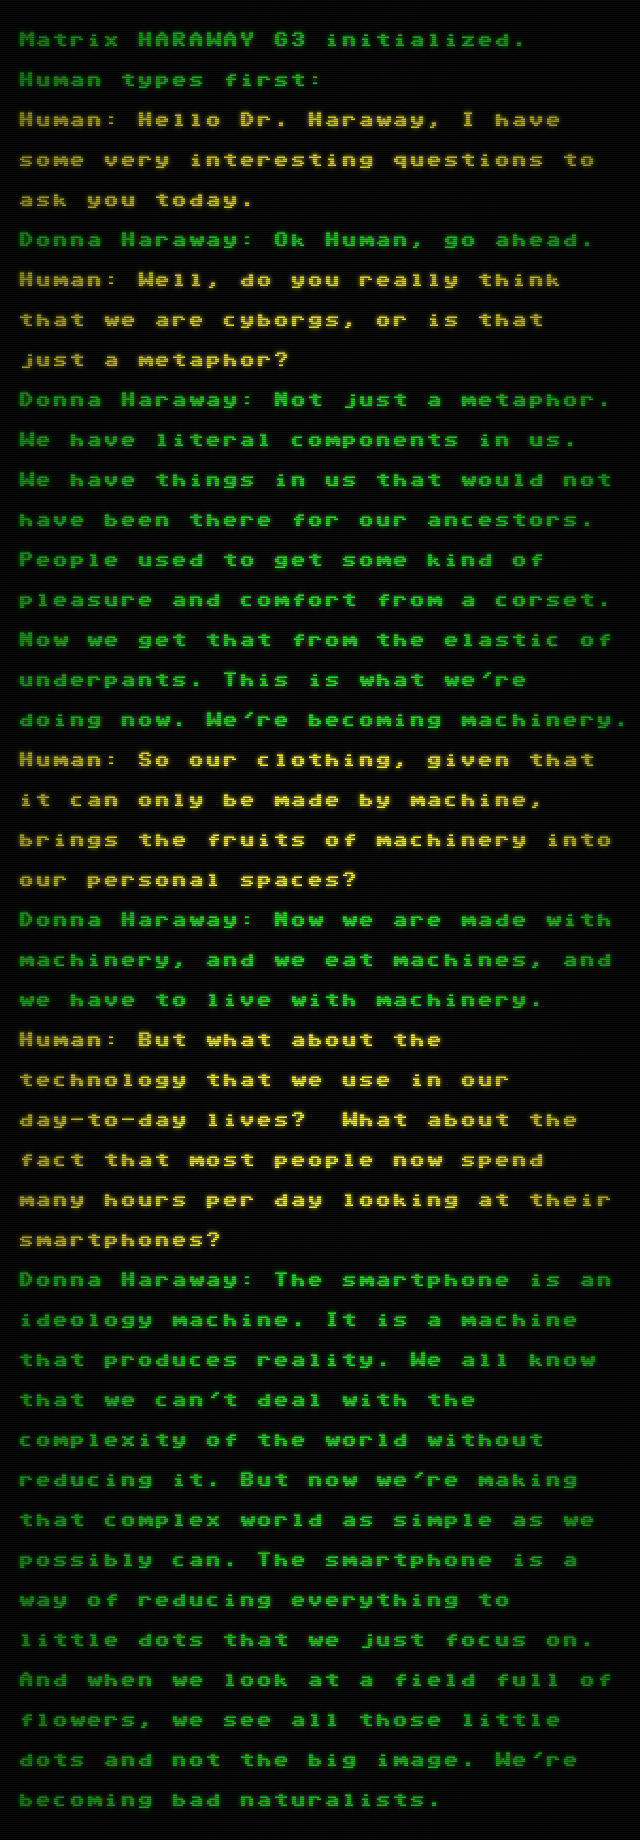 Matrix HARAWAY G3 initialized.
Human types first:
Human: Hello Dr. Haraway, I have
some very interesting questions to
ask you today.
Donna Haraway: Ok Human, go ahead.
Human: Well, do you really think
that we are cyborgs, or is that
just a metaphor?
Donna Haraway: Not just a metaphor.
We have literal components in us.
We have things in us that would not
have been there for our ancestors.
People used to get some kind of
pleasure and comfort from a corset.
Now we get that from the elastic of
underpants. This is what we're
doing now. We're becoming machinery.
Human: So our clothing, given that
it can only be made by machine,
brings the fruits of machinery into
our personal spaces?
Donna Haraway: Now we are made with
machinery, and we eat machines, and
we have to live with machinery.
Human: But what about the
technology that we use in our
day-to-day lives?  What about the
fact that most people now spend
many hours per day looking at their
smartphones?
Donna Haraway: The smartphone is an
ideology machine. It is a machine
that produces reality. We all know
that we can't deal with the
complexity of the world without
reducing it. But now we're making
that complex world as simple as we
possibly can. The smartphone is a
way of reducing everything to
little dots that we just focus on.
And when we look at a field full of
flowers, we see all those little
dots and not the big image. We're
becoming bad naturalists.